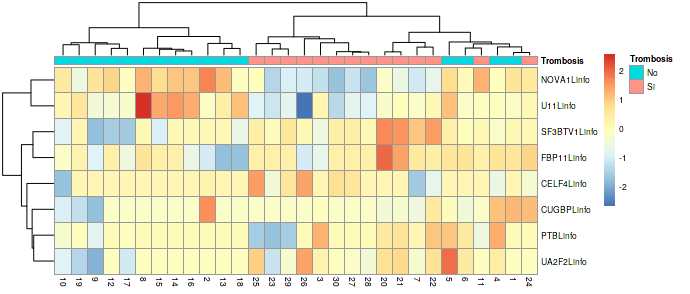 Trombosis
NOVA1Linfo
U11Linfo
SF3BTV1Linfo
FBP11Linfo
CELF4Linfo
CUGBPLinfo
PTBLinfo
UA2F2Linfo
10 19 9 12 17 8 15 14 16 2 13 18 25 23 29 26 3 30 27 28 20 21 7 22 5 6 11 4 1 24
2
1
0
-1
-2
Trombosis
No
SI